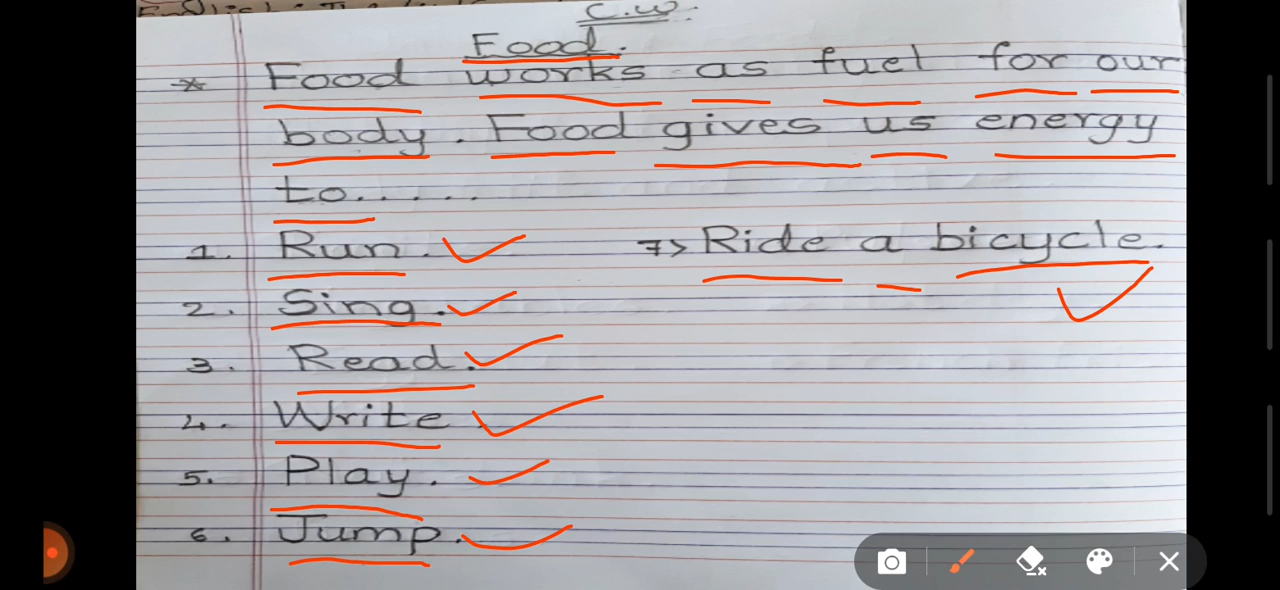 C.W.
Food.
* Food works as fuel for our
body. Food gives us energy
to.....
1. Run. 7> Ride a bicycle.
2. Sing.
3. Read.
4. Write.
5. Play.
6. Jump.